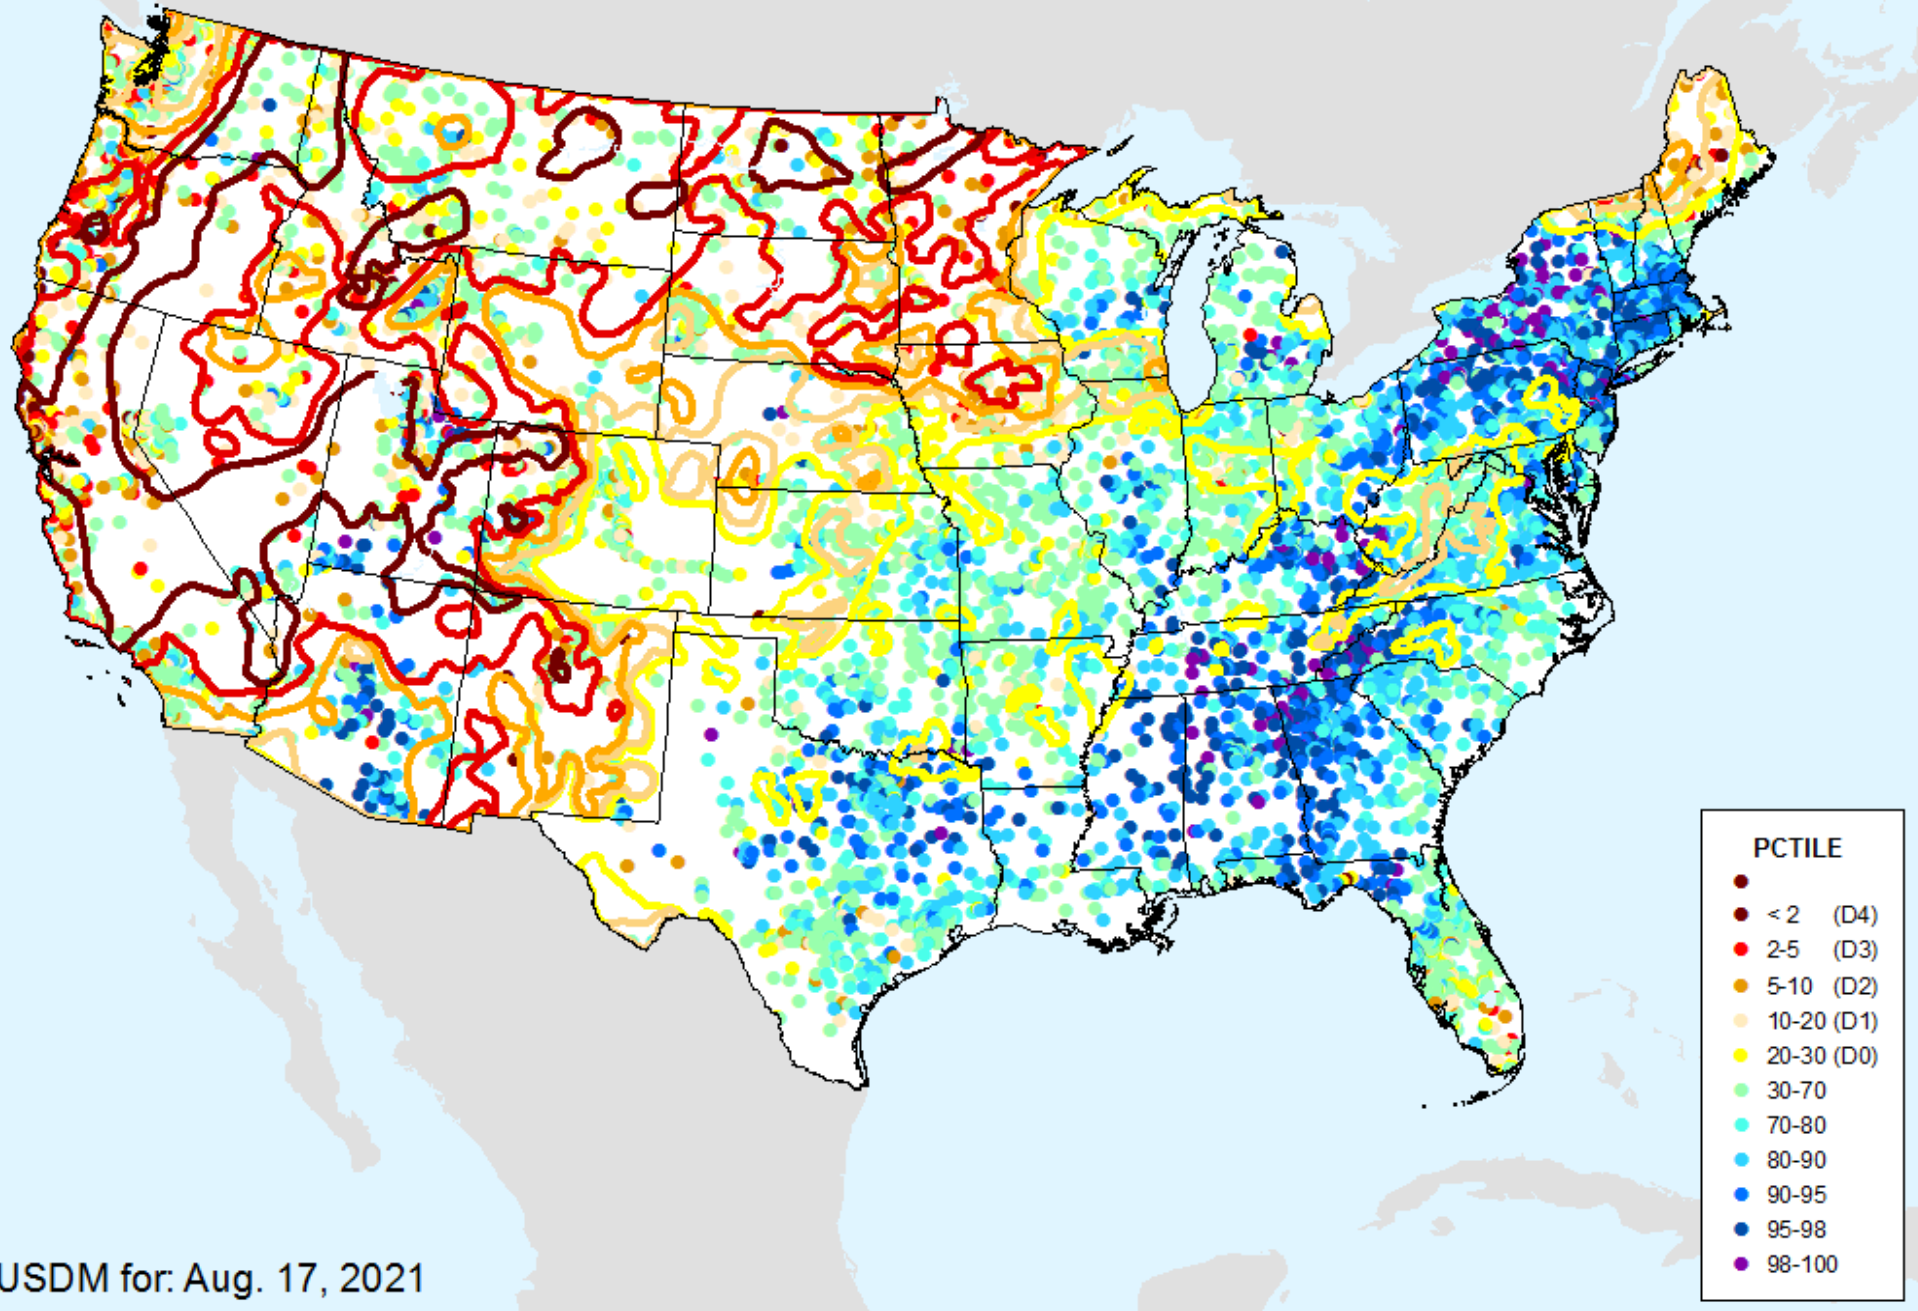 PCTILE
< 2 (D4)
2-5 (D3)
5-10 (D2)
10-20 (D1)
20-30 (D0)
30-70
70-80
80-90
90-95
95-98
98-100
USDM for: Aug. 17, 2021